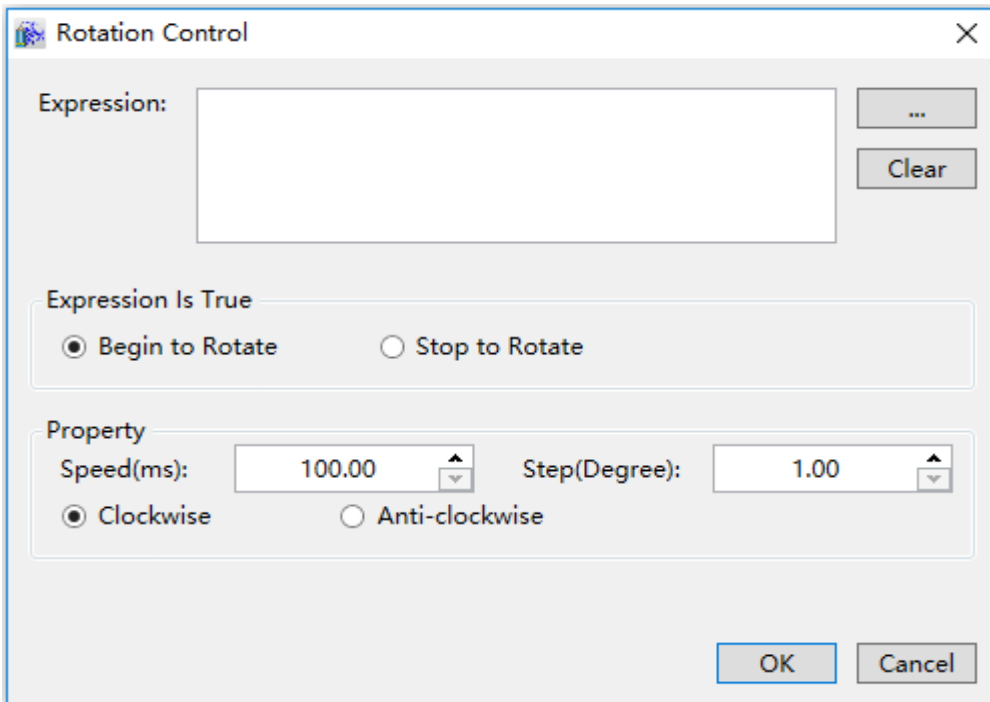 Rotation Control
Expression:
...
Clear
Expression Is True
Begin to Rotate Stop to Rotate
Property
Speed(ms): 100.00 Step(Degree): 1.00
Clockwise Anti-clockwise
OK Cancel